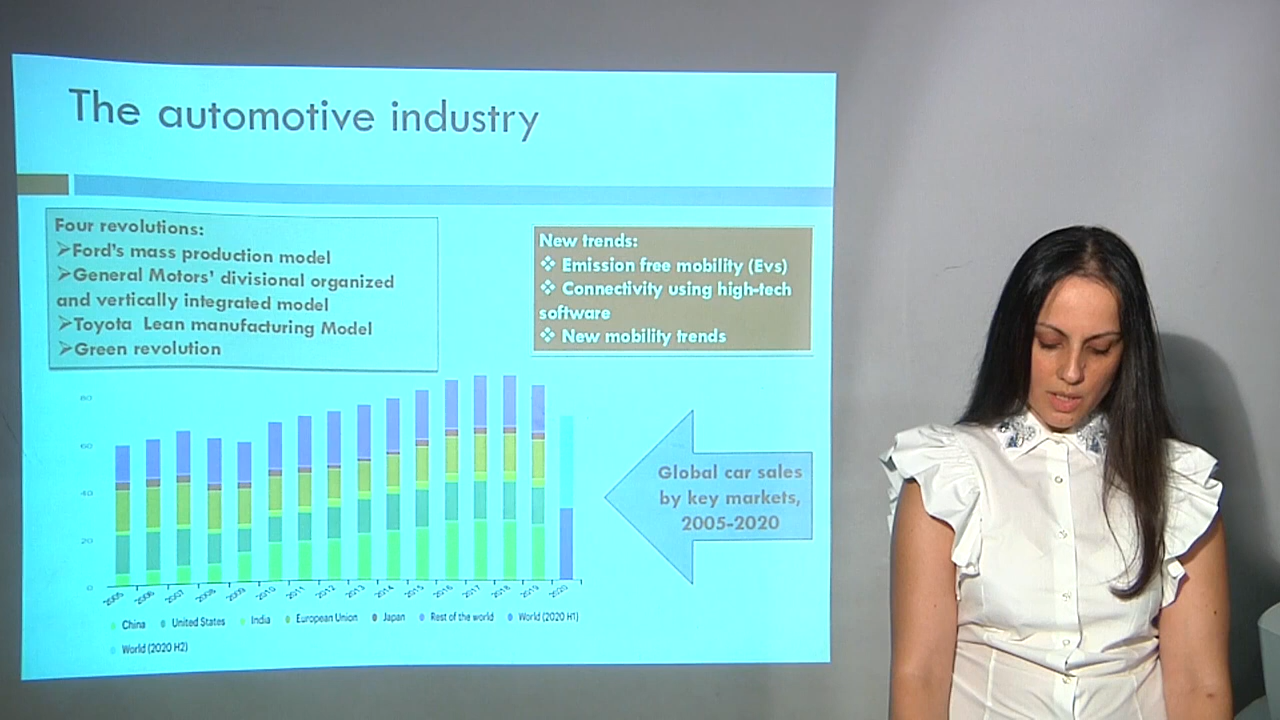 The automotive industry
Four revolutions:
➢Ford's mass production model
➢General Motors' divisional organized
and vertically integrated model
➢Toyota Lean manufacturing Model
➢Green revolution
New trends:
❖ Emission free mobility (Evs)
❖ Connectivity using high-tech
software
❖ New mobility trends
80
60
40
20
0
2005 2006 2007 2008 2009 2010 2011 2012 2013 2014 2015 2016 2017 2018 2019 2020
China United States India European Union Japan Rest of the world World (2020 H1)
World (2020 H2)
Global car sales
by key markets,
2005-2020